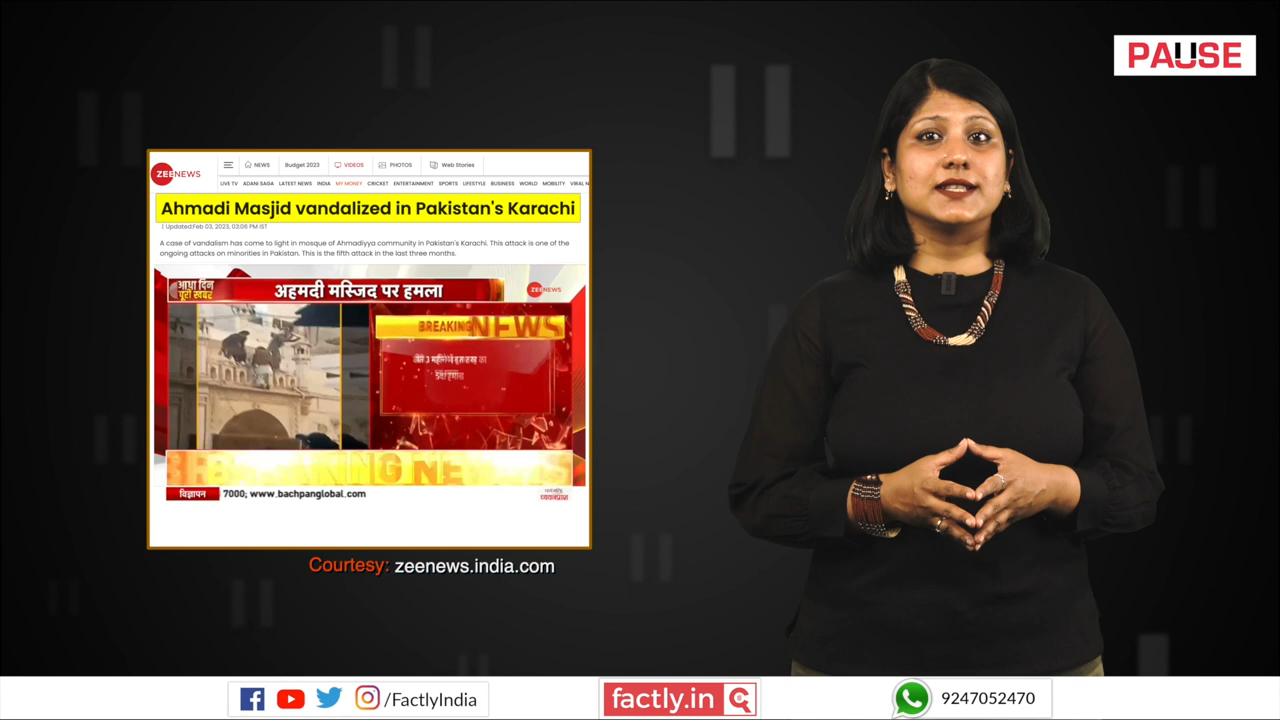 PAUSE
ZEENEWS
NEWS
Budget 2023
VIDEOS
PHOTOS
Web Stories
LIVE TV ADANI SAGA LATEST NEWS INDIA MY MONEY CRICKET ENTERTAINMENT SPORTS LIFESTYLE BUSINESS WORLD MOBILITY VIRAL N
Ahmadi Masjid vandalized in Pakistan's Karachi
| Updated:Feb 03, 2023, 03:06 PM IST
A case of vandalism has come to light in mosque of Ahmadiyya community in Pakistan's Karachi. This attack is one of the
ongoing attacks on minorities in Pakistan. This is the fifth attack in the last three months.
आधा दिन
पूरी खबर
अहमदी मस्जिद पर हमला
ZEENEWS
BREAKING NEWS
विज्ञापन
7000; www.bachpanglobal.com
Courtesy: zeenews.india.com
/FactlyIndia
factly.in
9247052470